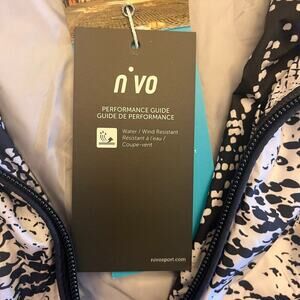 nivo
PERFORMANCE GUIDE
GUIDE DE PERFORMANCE
Water / Wind Resistant
Résistant à l'eau /
Coupe-vent
nivosport.com